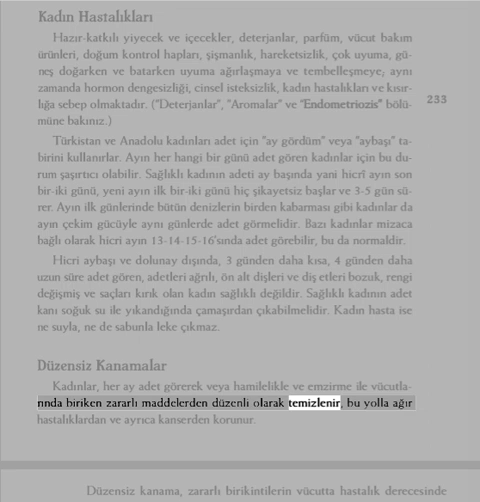 Kadın Hastalıkları
Hazır-katkılı yiyecek ve içecekler, deterjanlar, parfüm, vücut bakım
ürünleri, doğum kontrol hapları, şişmanlık, hareketsizlik, çok uyuma, gü-
neş doğarken ve batarken uyuma ağırlaşmaya ve tembelleşmeye; aynı
zamanda hormon dengesizliği, cinsel isteksizlik, kadın hastalıkları ve kısır-
lığa sebep olmaktadır. ("Deterjanlar", "Aromalar" ve "Endometriozis" bölü-
müne bakınız.)
233
Türkistan ve Anadolu kadınları adet için "ay gördüm" veya "aybaşı" ta-
birini kullanırlar. Ayın her hangi bir günü adet gören kadınlar için bu du-
rum şaşırtıcı olabilir. Sağlıklı kadının adeti ay başında yani hicrî ayın son
bir-iki günü, yeni ayın ilk bir-iki günü hiç şikayetsiz başlar ve 3-5 gün sü-
rer. Ayın ilk günlerinde bütün denizlerin birden kabarması gibi kadınlar da
ayın çekim gücüyle aynı günlerde adet görmelidir. Bazı kadınlar mizaca
bağlı olarak hicri ayın 13-14-15-16'sında adet görebilir, bu da normaldir.
Hicri aybaşı ve dolunay dışında, 3 günden daha kısa, 4 günden daha
uzun süre adet gören, adetleri ağrılı, ön alt dişleri ve diş etleri bozuk, rengi
değişmiş ve saçları kırık olan kadın sağlıklı değildir. Sağlıklı kadının adet
kanı soğuk su ile yıkandığında çamaşırdan çıkabilmelidir. Kadın hasta ise
ne suyla, ne de sabunla leke çıkmaz.
Düzensiz Kanamalar
Kadınlar, her ay adet görerek veya hamilelikle ve emzirme ile vücutla-
rında biriken zararlı maddelerden düzenli olarak temizlenir, bu yolla ağır
hastalıklardan ve ayrıca kanserden korunur.
Düzensiz kanama, zararlı birikintilerin vücutta hastalık derecesinde